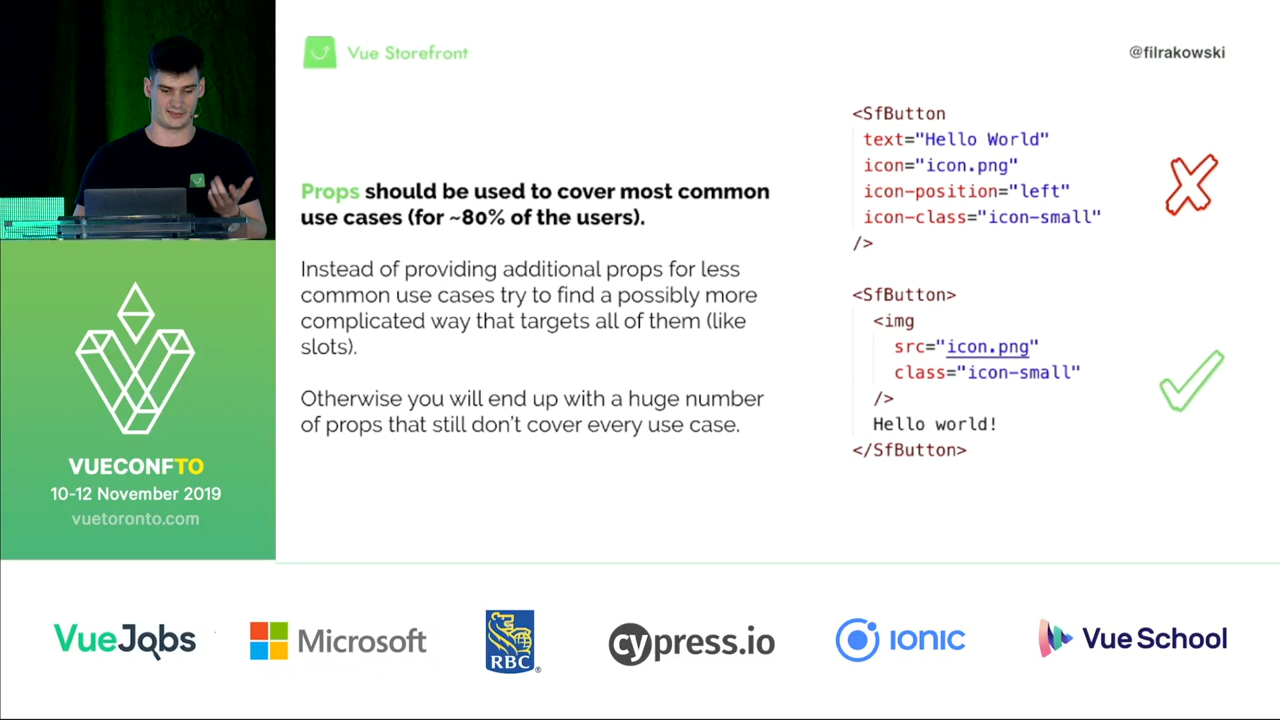 Vue Storefront
@filrakowski
Props should be used to cover most common
use cases (for ~80% of the users).
Instead of providing additional props for less
common use cases try to find a possibly more
complicated way that targets all of them (like
slots).
Otherwise you will end up with a huge number
of props that still don't cover every use case.
<SfButton
text="Hello World"
icon="icon.png"
icon-position="left"
icon-class="icon-small"
/>
<SfButton>
<img
src="icon.png"
class="icon-small"
/>
Hello world!
</SfButton>
VUECONFTO
10-12 November 2019
vuetoronto.com
VueJobs
Microsoft
RBC
®
cypress.io
IONIC
Vue School